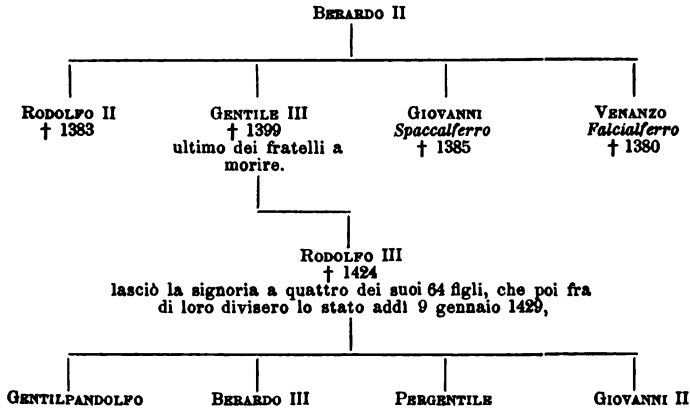 BERARDO II
RODOLFO II
† 1383
GENTILE III
† 1399
ultimo dei fratelli a
morire.
GIOVANNI
Spaccalferro
† 1385
VENANZO
Falcialferro
† 1380
RODOLFO III
† 1424
lasciò la signoria a quattro dei suoi 64 figli, che poi fra
di loro divisero lo stato addì 9 gennaio 1429,
GENTILPANDOLFO
BERARDO III
PERGENTILE
GIOVANNI II